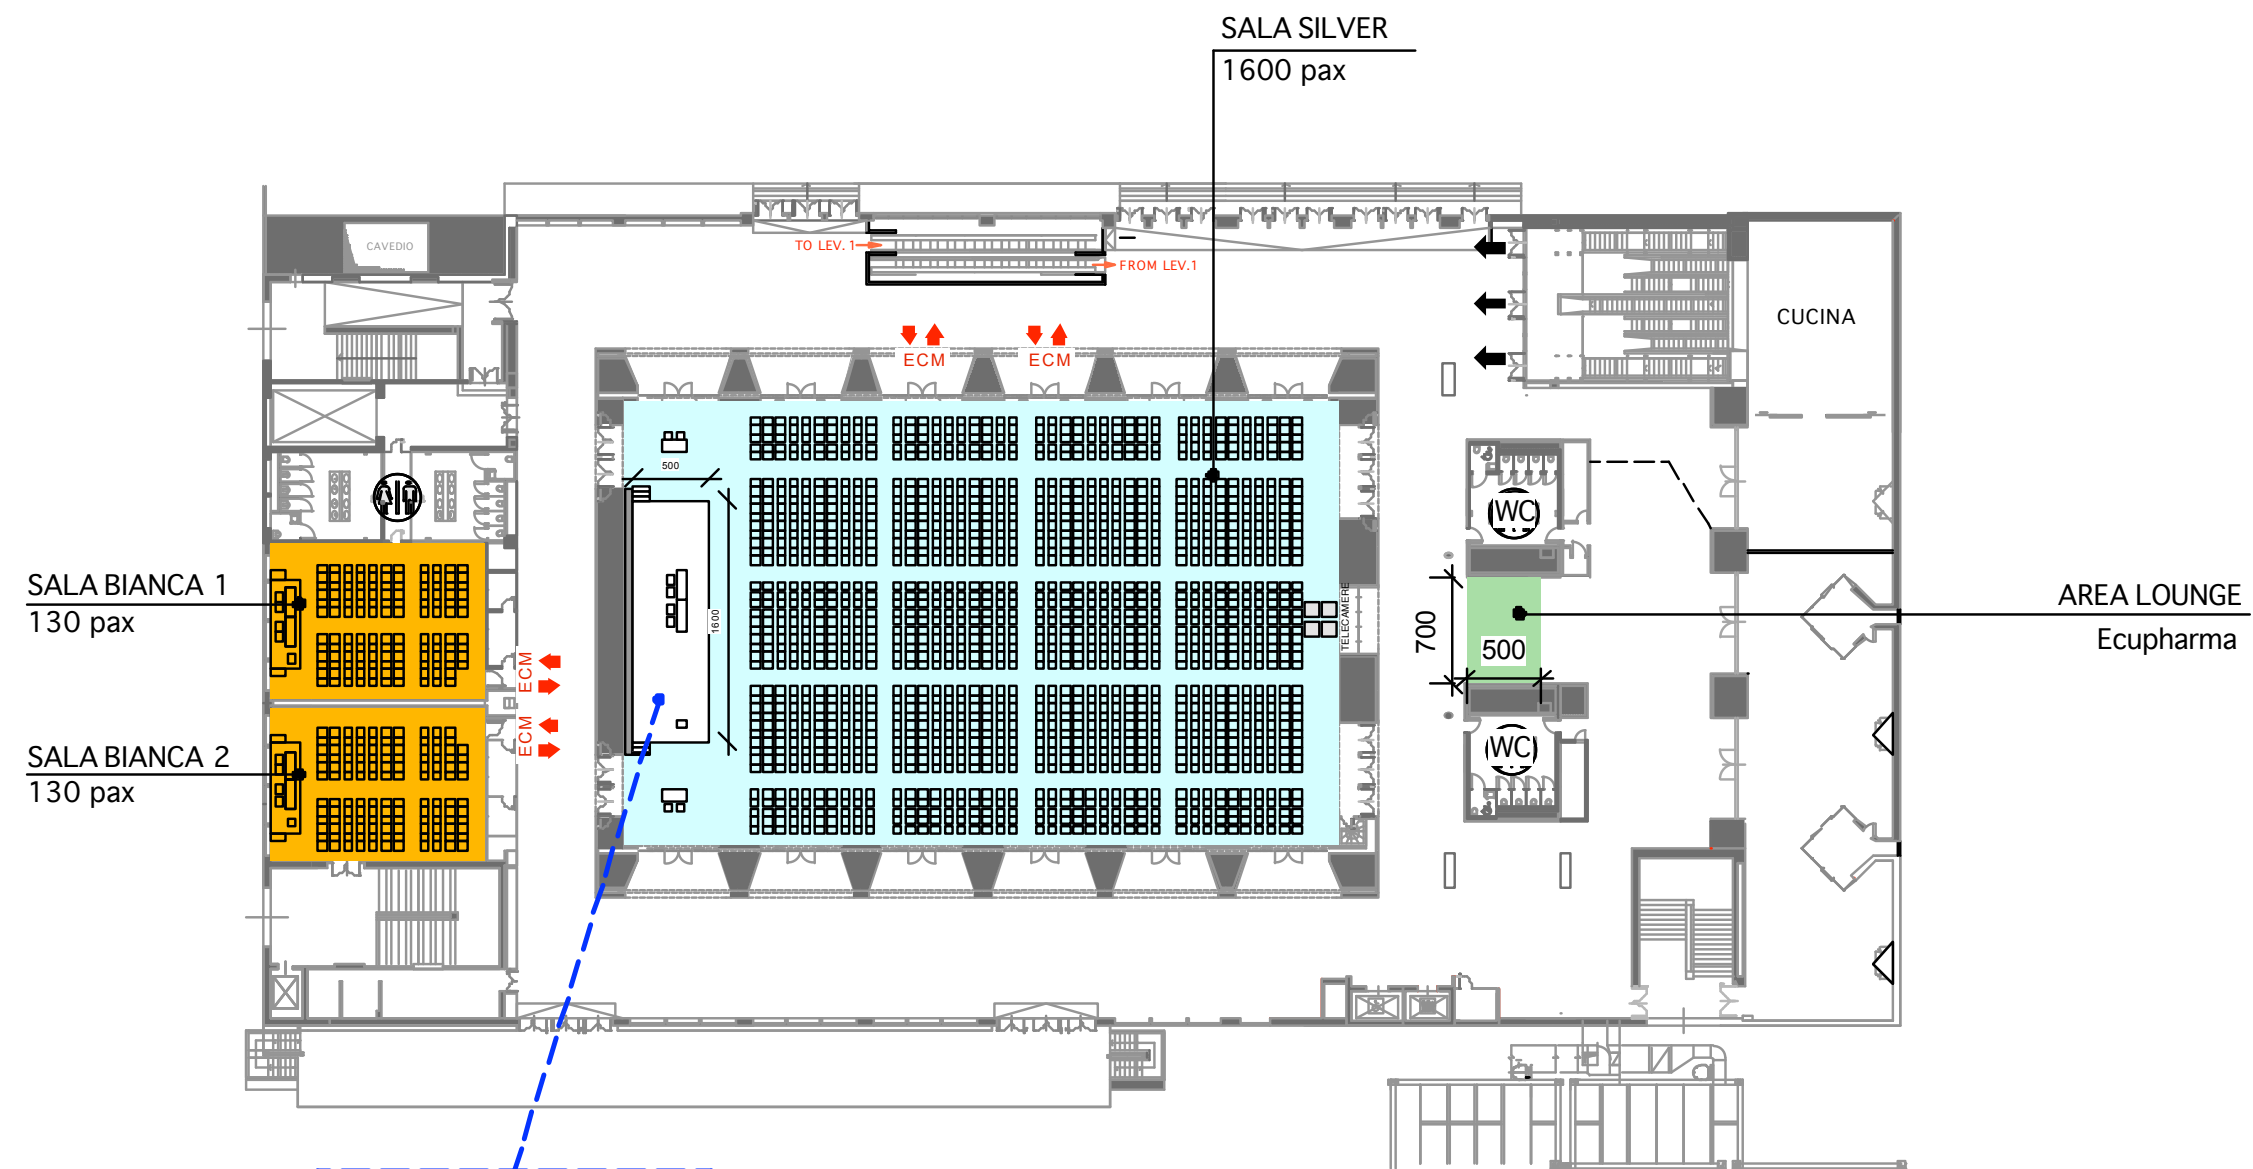 SALA SILVER
1600 pax
CAVEDIO
TO LEV. 1
FROM LEV.1
CUCINA
ECM
ECM
500
WC
1600
TELECAMERE
SALA BIANCA 1
130 pax
AREA LOUNGE
Ecupharma
700
500
ECM
ECM
SALA BIANCA 2
130 pax
WC